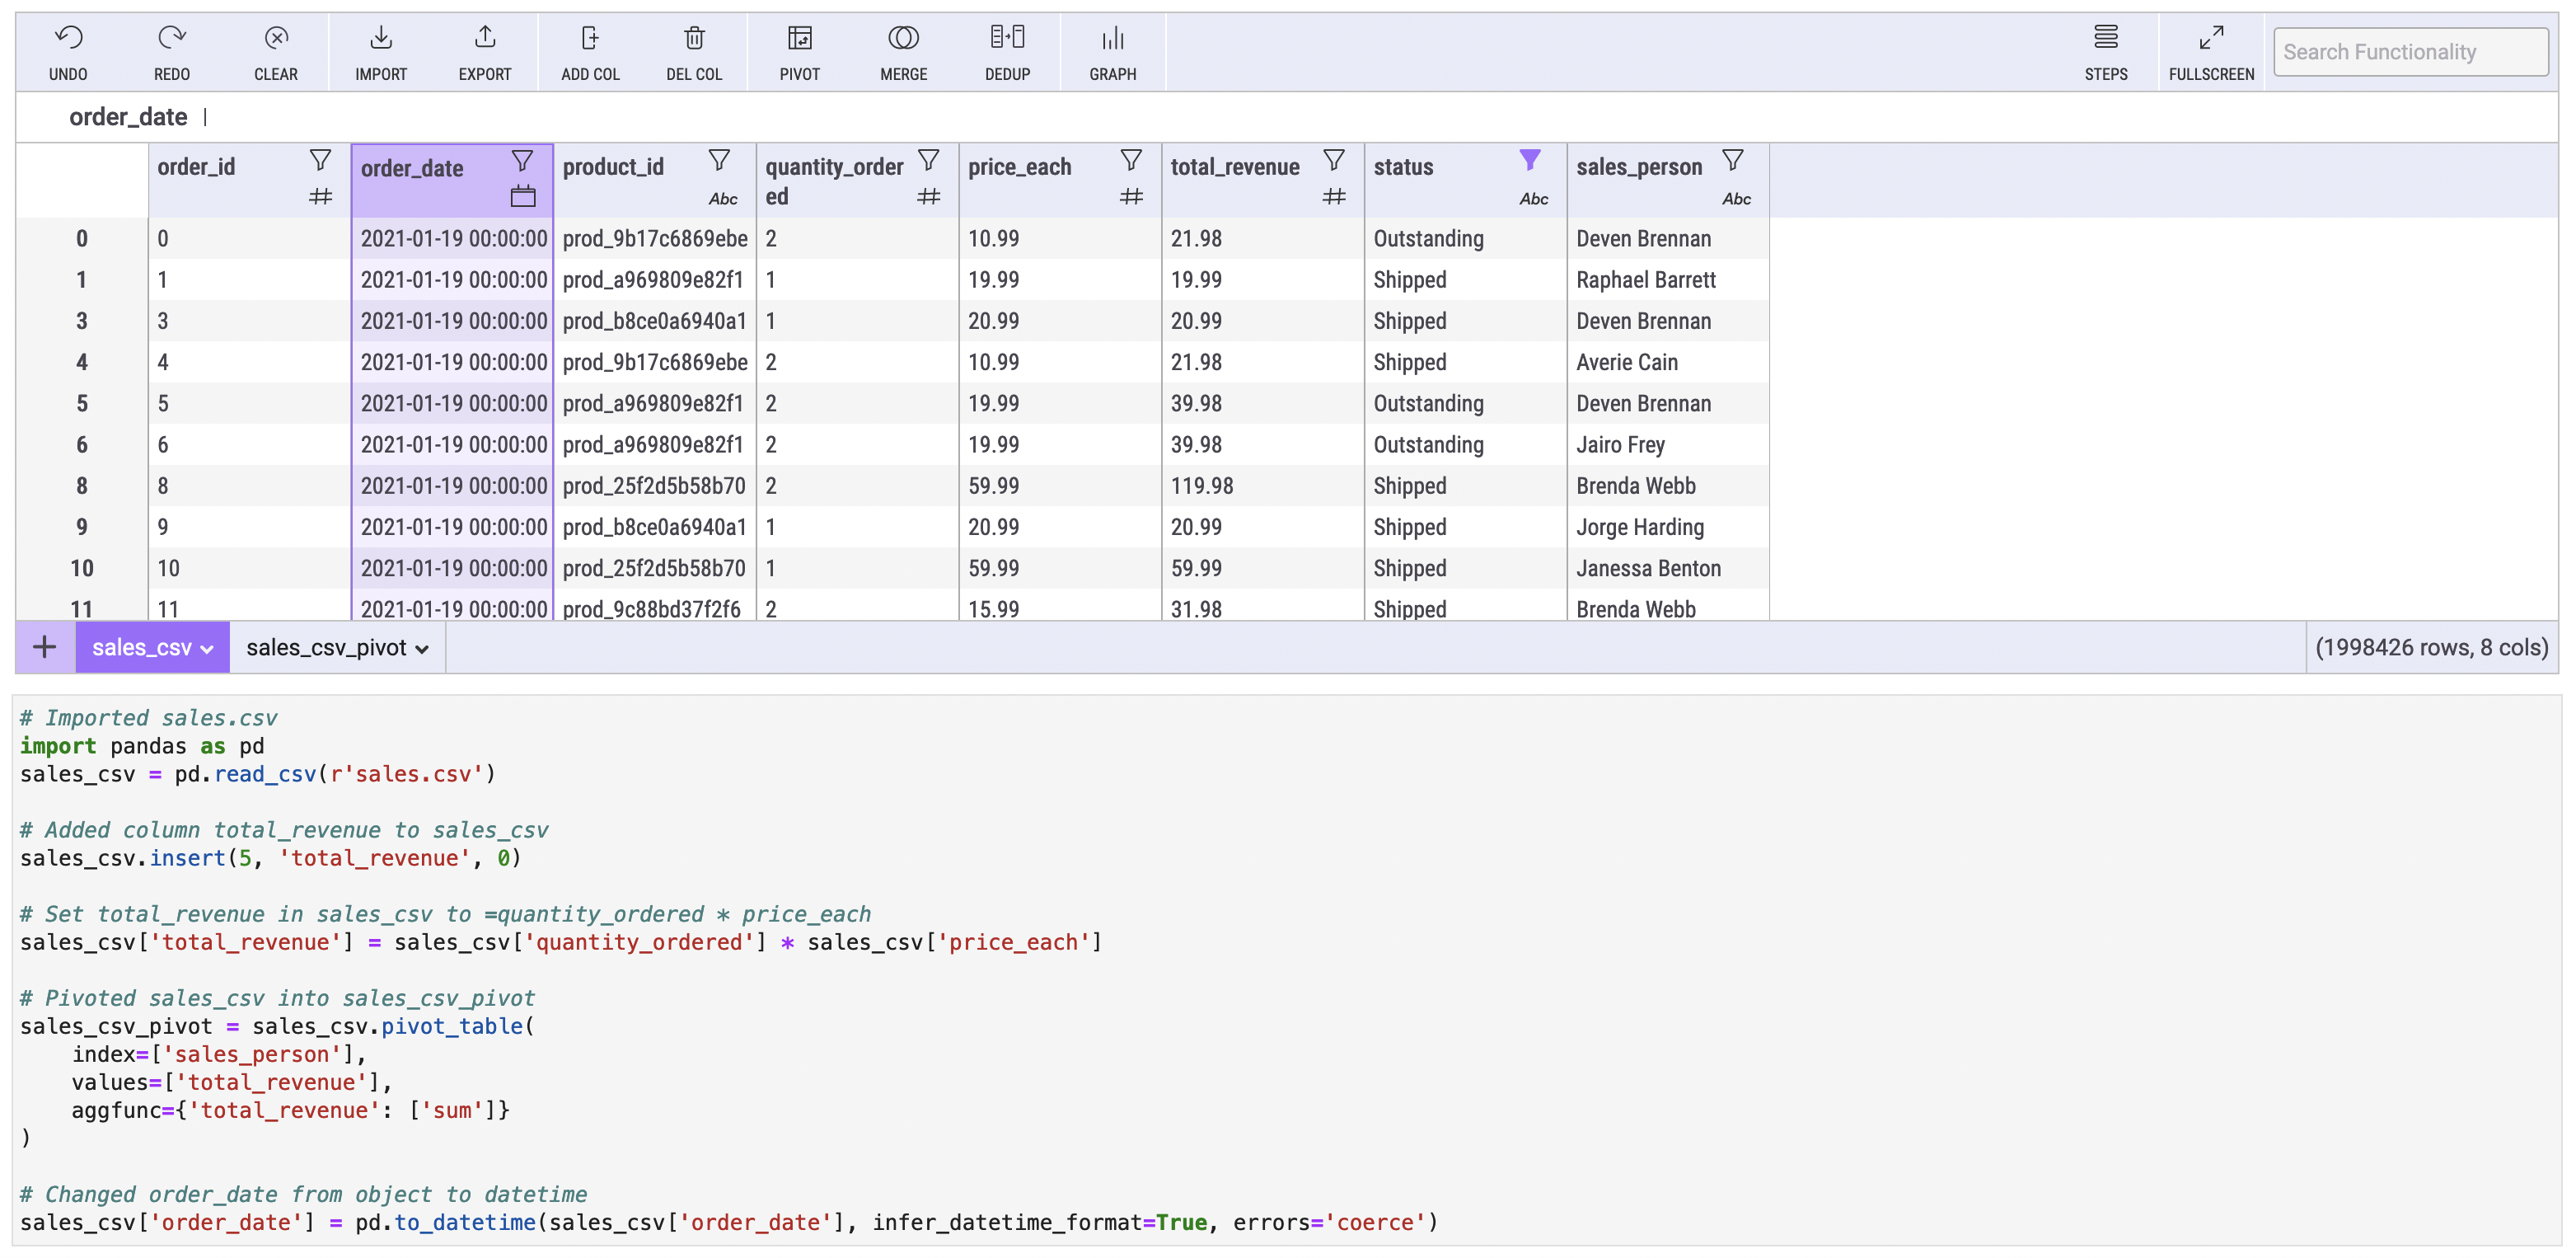 UNDO REDO CLEAR IMPORT EXPORT ADD COL DEL COL PIVOT MERGE DEDUP GRAPH STEPS FULLSCREEN Search Functionality
order_date
order_id order_date product_id quantity_order price_each total_revenue status sales_person
ed
# Abc # # # Abc Abc
0 0 2021-01-19 00:00:00 prod_9b17c6869ebe 2 10.99 21.98 Outstanding Deven Brennan
1 1 2021-01-19 00:00:00 prod_a969809e82f1 1 19.99 19.99 Shipped Raphael Barrett
3 3 2021-01-19 00:00:00 prod_b8ce0a6940a1 1 20.99 20.99 Shipped Deven Brennan
4 4 2021-01-19 00:00:00 prod_9b17c6869ebe 2 10.99 21.98 Shipped Averie Cain
5 5 2021-01-19 00:00:00 prod_a969809e82f1 2 19.99 39.98 Outstanding Deven Brennan
6 6 2021-01-19 00:00:00 prod_a969809e82f1 2 19.99 39.98 Outstanding Jairo Frey
8 8 2021-01-19 00:00:00 prod_25f2d5b58b70 2 59.99 119.98 Shipped Brenda Webb
9 9 2021-01-19 00:00:00 prod_b8ce0a6940a1 1 20.99 20.99 Shipped Jorge Harding
10 10 2021-01-19 00:00:00 prod_25f2d5b58b70 1 59.99 59.99 Shipped Janessa Benton
11 11 2021-01-19 00:00:00 prod_9c88bd37f2f6 2 15.99 31.98 Shipped Brenda Webb
+ sales_csv sales_csv_pivot (1998426 rows, 8 cols)
# Imported sales.csv
import pandas as pd
sales_csv = pd.read_csv(r'sales.csv')
# Added column total_revenue to sales_csv
sales_csv.insert(5, 'total_revenue', 0)
# Set total_revenue in sales_csv to =quantity_ordered * price_each
sales_csv['total_revenue'] = sales_csv['quantity_ordered'] * sales_csv['price_each']
# Pivoted sales_csv into sales_csv_pivot
sales_csv_pivot = sales_csv.pivot_table(
    index=['sales_person'],
    values=['total_revenue'],
    aggfunc={'total_revenue': ['sum']}
)
# Changed order_date from object to datetime
sales_csv['order_date'] = pd.to_datetime(sales_csv['order_date'], infer_datetime_format=True, errors='coerce')